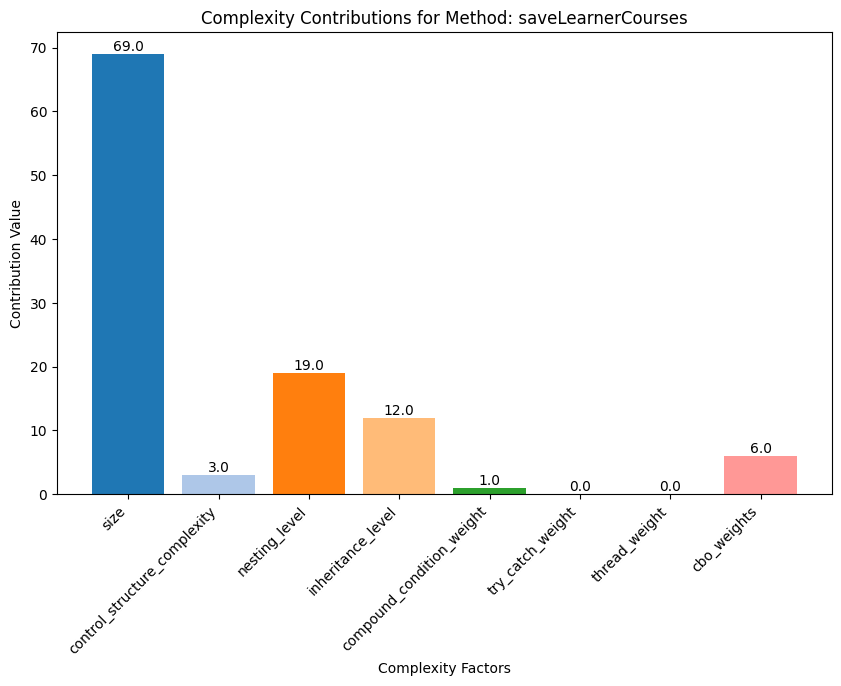 Complexity Contributions for Method: saveLearnerCourses
Contribution Value
70
60
50
40
30
20
10
0
69.0
3.0
19.0
12.0
1.0
0.0
0.0
6.0
size
control_structure_complexity
nesting_level
inheritance_level
compound_condition_weight
try_catch_weight
thread_weight
cbo_weights
Complexity Factors